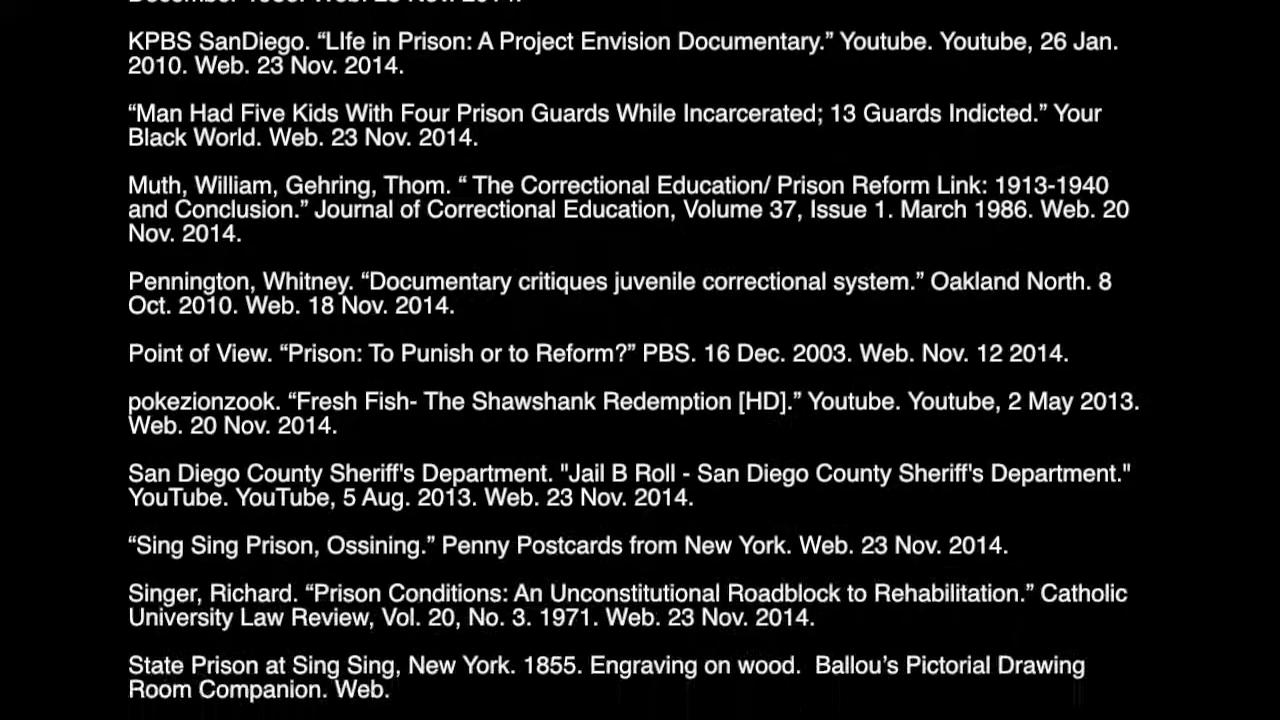 KPBS SanDiego. “LIfe in Prison: A Project Envision Documentary.” Youtube. Youtube, 26 Jan.
2010. Web. 23 Nov. 2014.
“Man Had Five Kids With Four Prison Guards While Incarcerated; 13 Guards Indicted.” Your
Black World. Web. 23 Nov. 2014.
Muth, William, Gehring, Thom. “ The Correctional Education/ Prison Reform Link: 1913-1940
and Conclusion.” Journal of Correctional Education, Volume 37, Issue 1. March 1986. Web. 20
Nov. 2014.
Pennington, Whitney. “Documentary critiques juvenile correctional system.” Oakland North. 8
Oct. 2010. Web. 18 Nov. 2014.
Point of View. “Prison: To Punish or to Reform?” PBS. 16 Dec. 2003. Web. Nov. 12 2014.
pokezionzook. “Fresh Fish- The Shawshank Redemption [HD].” Youtube. Youtube, 2 May 2013.
Web. 20 Nov. 2014.
San Diego County Sheriff's Department. "Jail B Roll - San Diego County Sheriff's Department."
YouTube. YouTube, 5 Aug. 2013. Web. 23 Nov. 2014.
“Sing Sing Prison, Ossining.” Penny Postcards from New York. Web. 23 Nov. 2014.
Singer, Richard. “Prison Conditions: An Unconstitutional Roadblock to Rehabilitation.” Catholic
University Law Review, Vol. 20, No. 3. 1971. Web. 23 Nov. 2014.
State Prison at Sing Sing, New York. 1855. Engraving on wood.  Ballou’s Pictorial Drawing
Room Companion. Web.